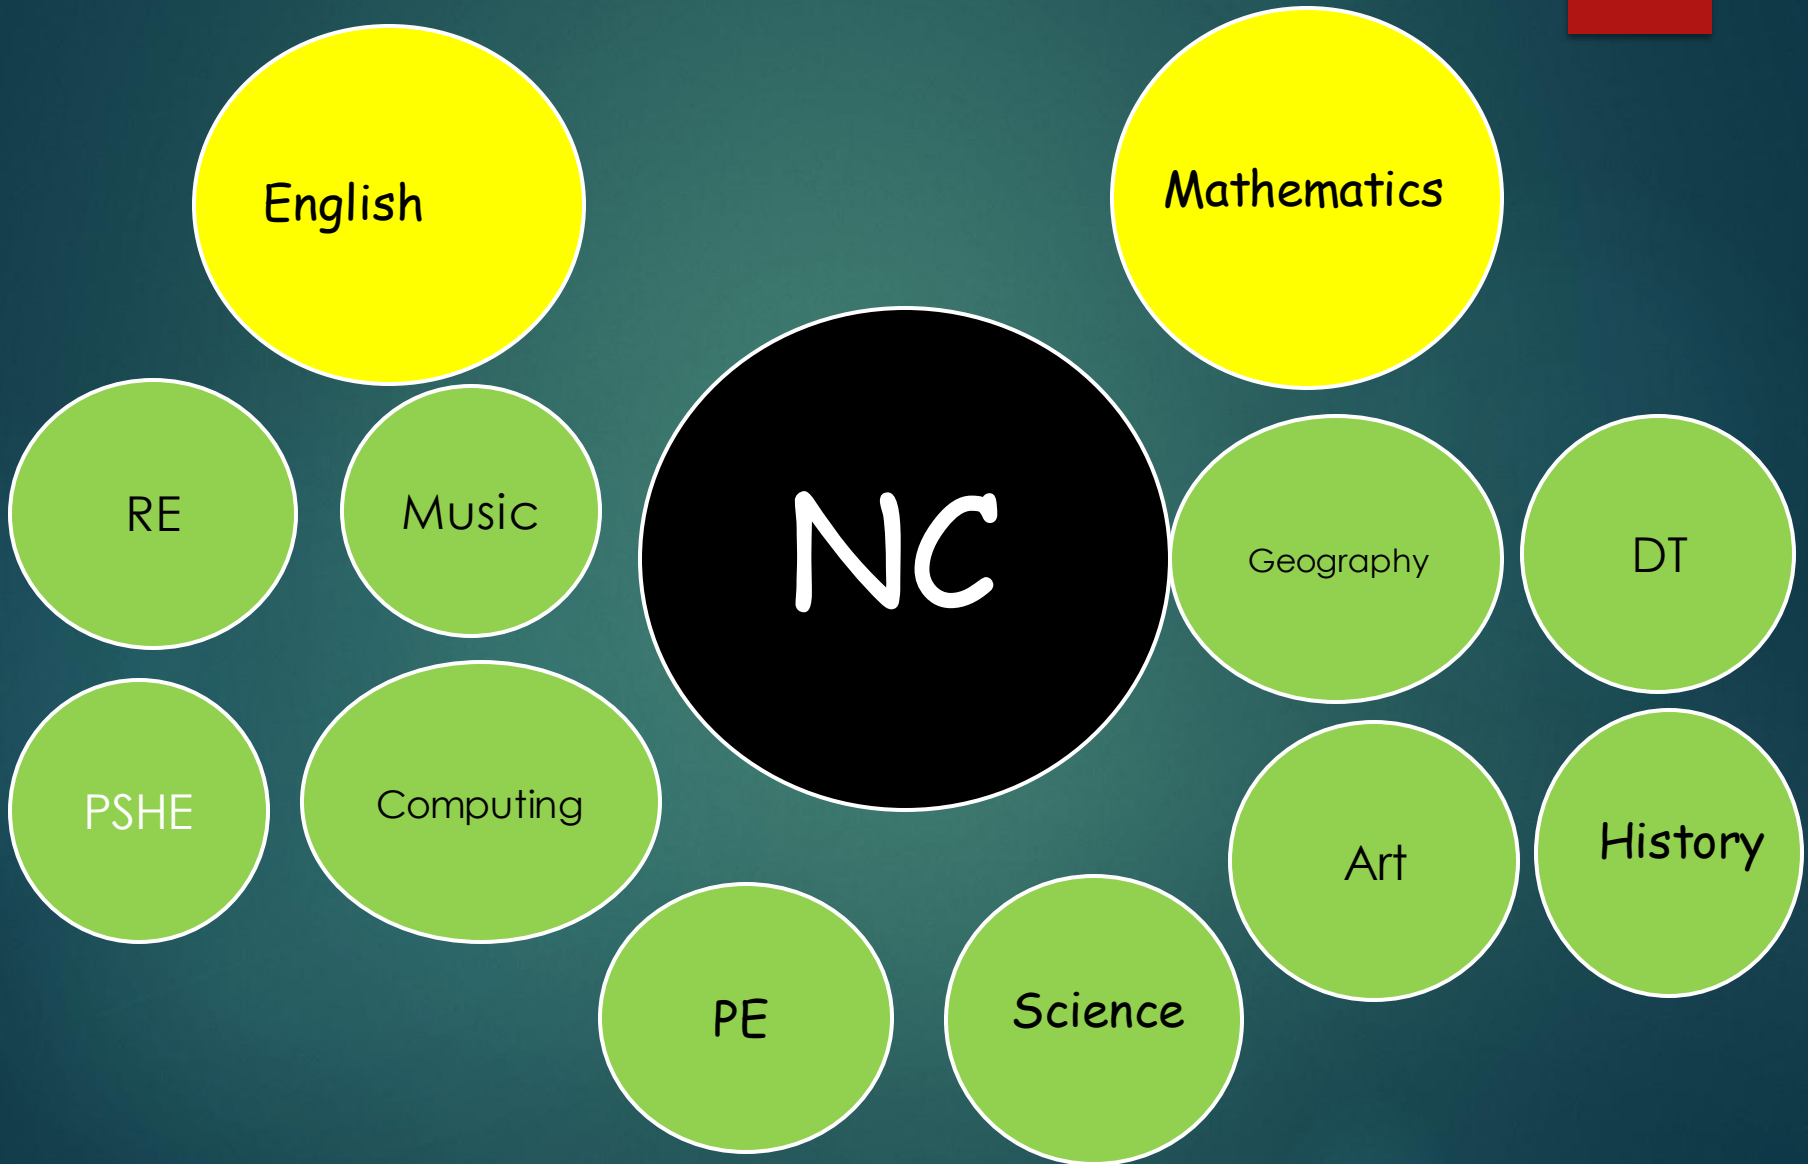 English
Mathematics
RE
Music
NC
Geography
DT
PSHE
Computing
Art
History
PE
Science